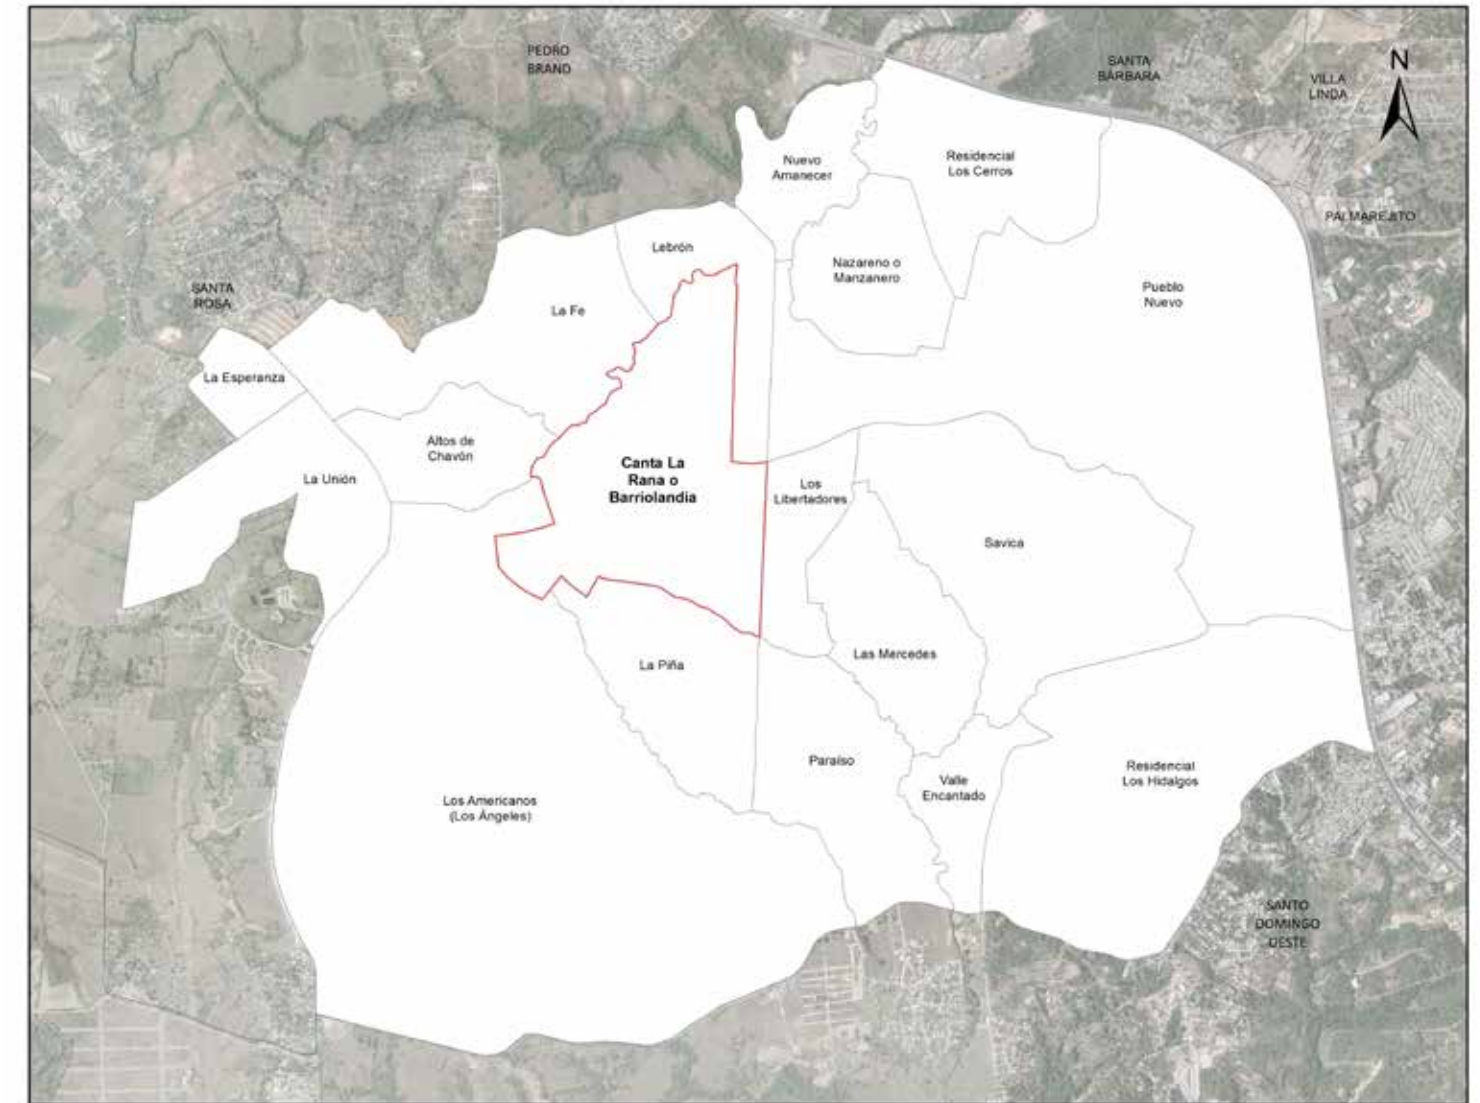 PEDRO
BRAND
SANTA
BÁRBARA
VILLA
LINDA
N
Nuevo
Amanecer
Residencial
Los Cerros
PALMAREJITO
Lebrón
Nazareno o
Manzanero
SANTA
ROSA
La Fe
Pueblo
Nuevo
La Esperanza
Altos de
Chavón
La Unión
Canta La
Rana o
Barriolandia
Los
Libertadores
Savica
Las Mercedes
La Piña
Paraíso
Valle
Encantado
Residencial
Los Hidalgos
Los Americanos
(Los Ángeles)
SANTO
DOMINGO
OESTE